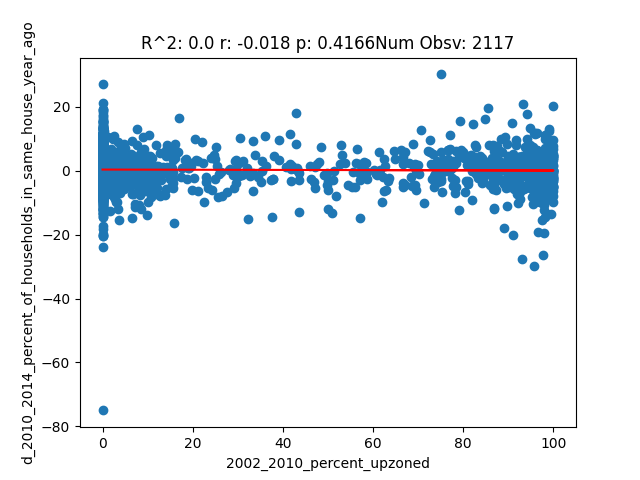 R^2: 0.0 r: -0.018 p: 0.4166Num Obsv: 2117
d_2010_2014_percent_of_households_in_same_house_year_ago
20
0
−20
−40
−60
−80
0 20 40 60 80 100
2002_2010_percent_upzoned